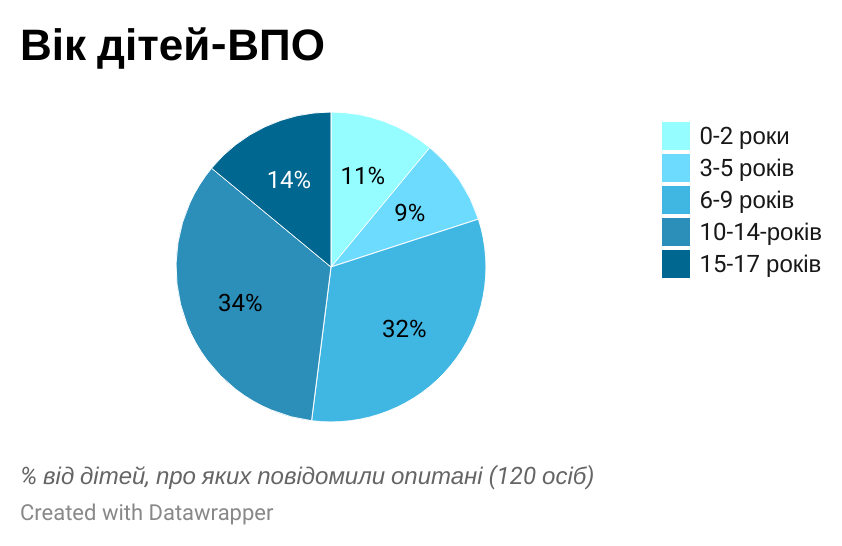 Вік дітей-ВПО
14%
11%
9%
34%
32%
0-2 роки
3-5 років
6-9 років
10-14-років
15-17 років
% від дітей, про яких повідомили опитані (120 осіб)
Created with Datawrapper